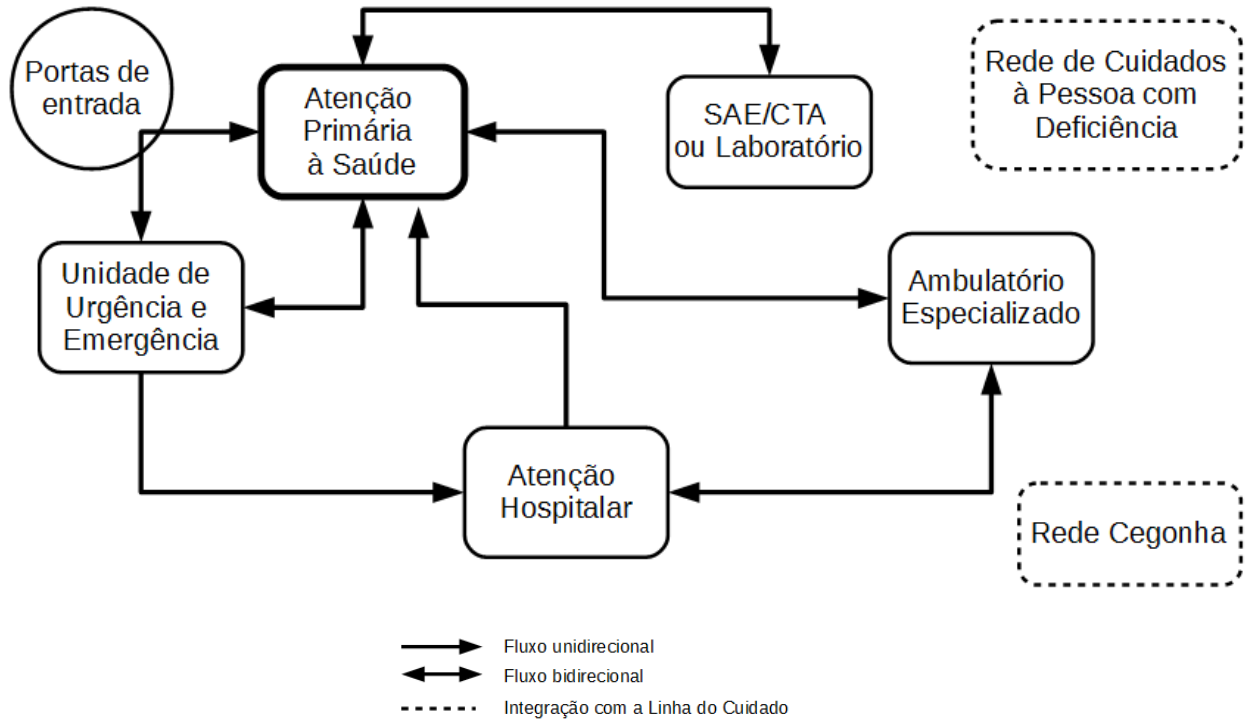 Portas de
entrada
Atenção
Primária
à Saúde
SAE/CTA
ou Laboratório
Rede de Cuidados
à Pessoa com
Deficiência
Unidade de
Urgência e
Emergência
Ambulatório
Especializado
Atenção
Hospitalar
Rede Cegonha
Fluxo unidirecional
Fluxo bidirecional
Integração com a Linha do Cuidado